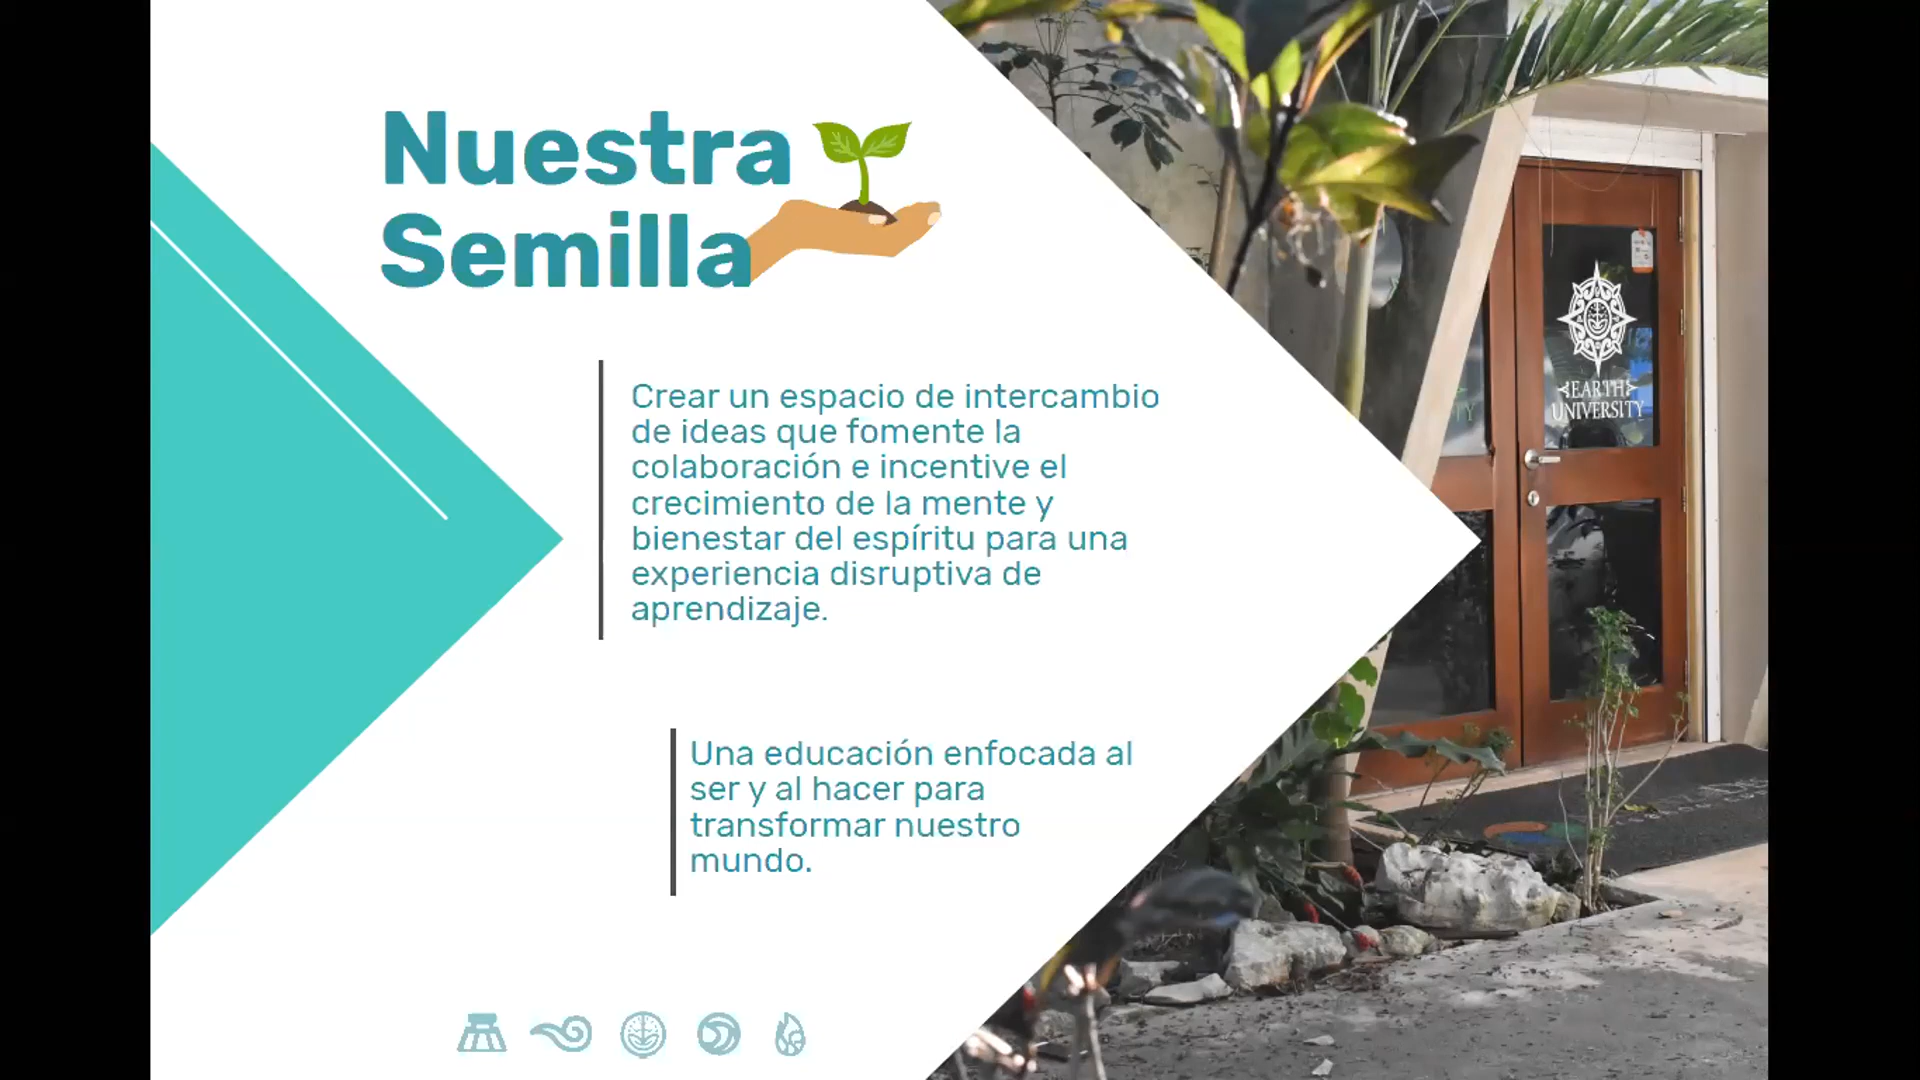 Nuestra
Semilla
Crear un espacio de intercambio
de ideas que fomente la
colaboración e incentive el
crecimiento de la mente y
bienestar del espíritu para una
experiencia disruptiva de
aprendizaje.
Una educación enfocada al
ser y al hacer para
transformar nuestro
mundo.
EARTH
UNIVERSITY